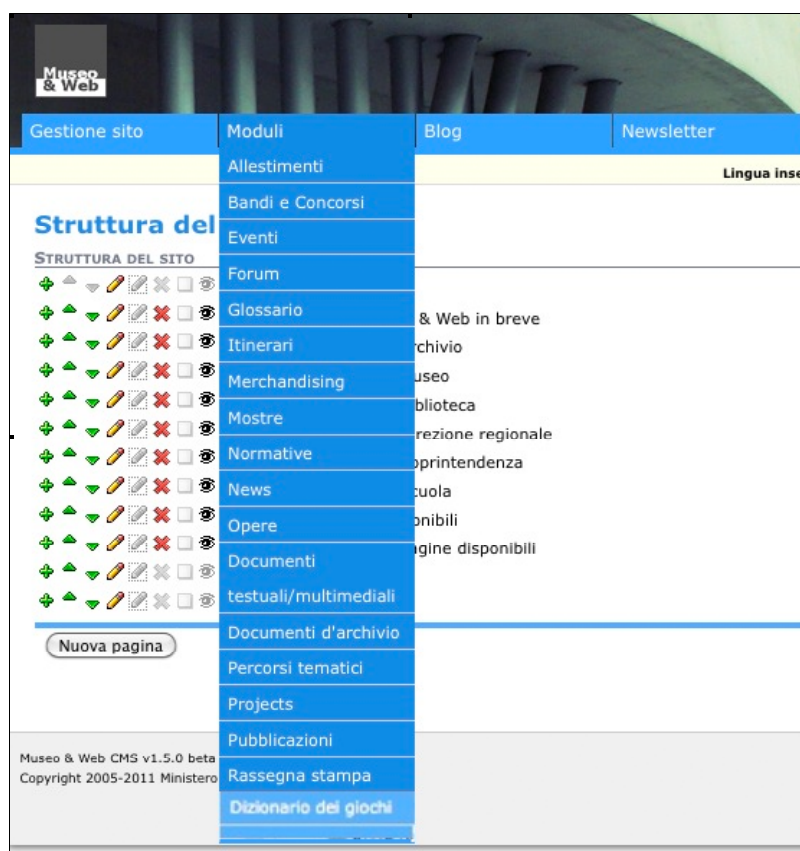 Museo
& Web
Gestione sito
Moduli
Blog
Newsletter
Lingua inse
Allestimenti
Bandi e Concorsi
Eventi
Forum
Glossario
Itinerari
Merchandising
Mostre
Normative
News
Opere
Documenti
testuali/multimediali
Documenti d'archivio
Percorsi tematici
Projects
Pubblicazioni
Rassegna stampa
Dizionario dei giochi
Struttura del
STRUTTURA DEL SITO
& Web in breve
rchivio
useo
blioteca
rezione regionale
oprintendenza
cuola
onibili
agine disponibili
Nuova pagina
Museo & Web CMS v1.5.0 beta
Copyright 2005-2011 Ministero